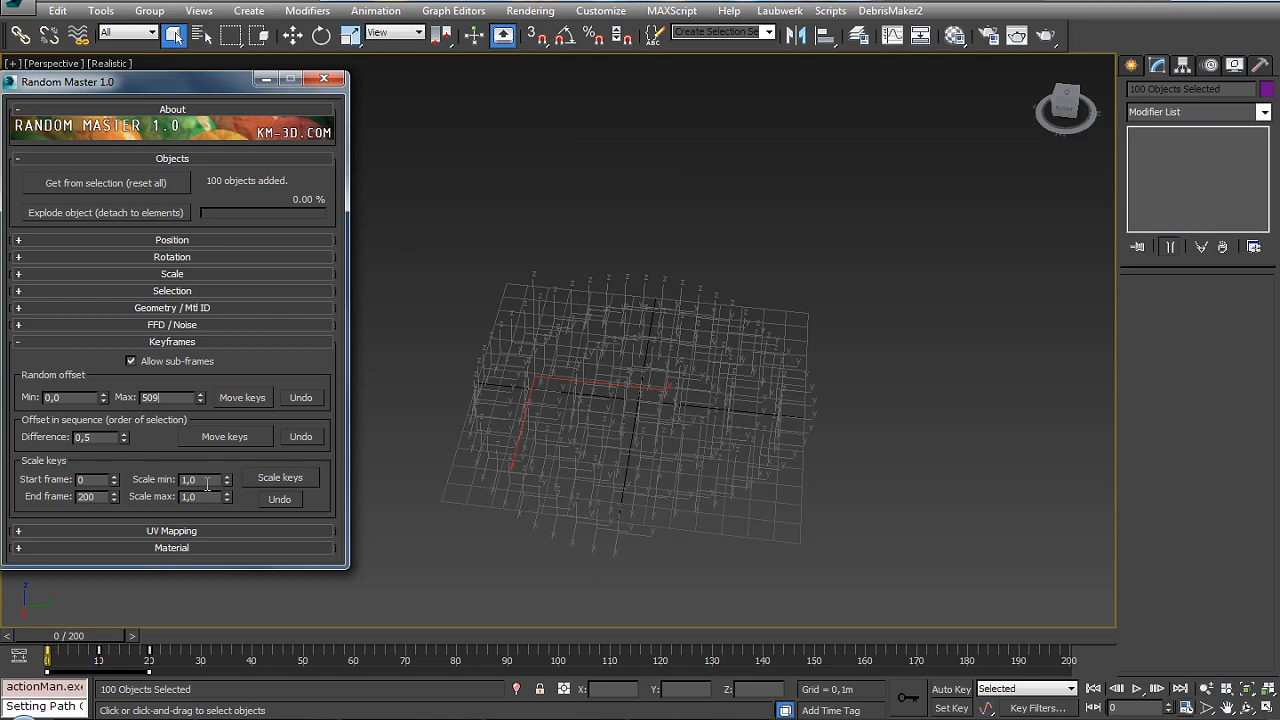 Edit Tools Group Views Create Modifiers Animation Graph Editors Rendering Customize MAXScript Help Laubwerk Scripts DebrisMaker2
All View Create Selection Se
[+] [Perspective] [Realistic]
Random Master 1.0
About
RANDOM MASTER 1.0 KM-3D.COM
Objects
Get from selection (reset all) 100 objects added.
0.00 %
Explode object (detach to elements)
Position
Rotation
Scale
Selection
Geometry / Mtl ID
FFD / Noise
Keyframes
Allow sub-frames
Random offset
Min: 0,0 Max: 509 Move keys Undo
Offset in sequence (order of selection)
Difference: 0,5 Move keys Undo
Scale keys
Start frame: 0 Scale min: 1,0 Scale keys
End frame: 200 Scale max: 1,0 Undo
UV Mapping
Material
100 Objects Selected
Modifier List
0 / 200
0 10 20 30 40 50 60 70 80 90 100 110 120 130 140 150 160 170 180 190 200
actionMan.exe 100 Objects Selected X: Y: Z: Grid = 0,1m Auto Key Selected
Setting Path C Click or click-and-drag to select objects Add Time Tag Set Key Key Filters... 0